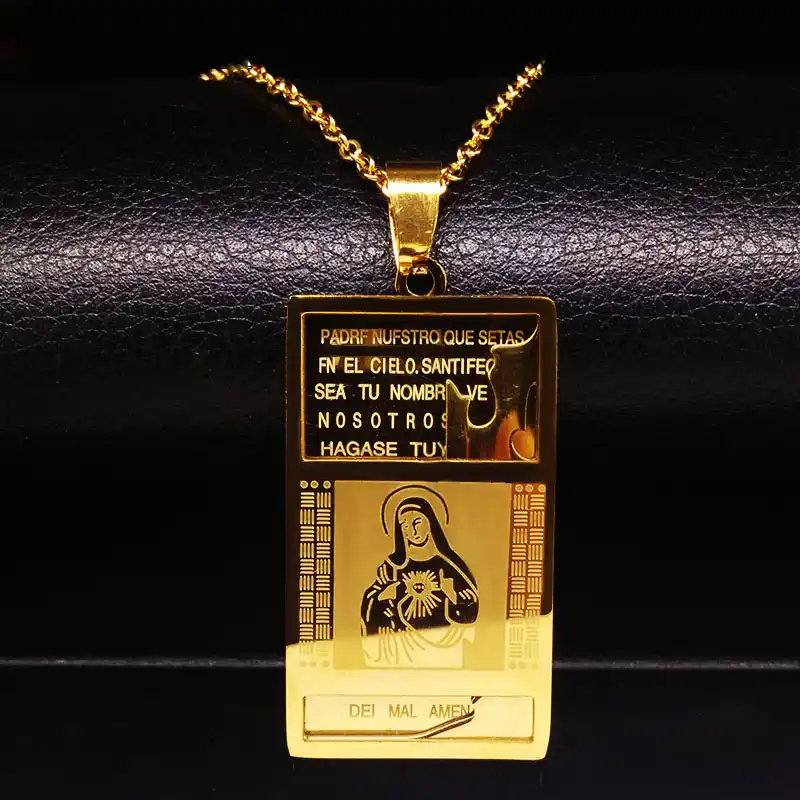 PADRF NUFSTRO QUE SETAS
FN EL CIELO. SANTIFEC
SEA TU NOMBR VE
NOSOTROS
HAGASE TUY
DEI MAL AMEN